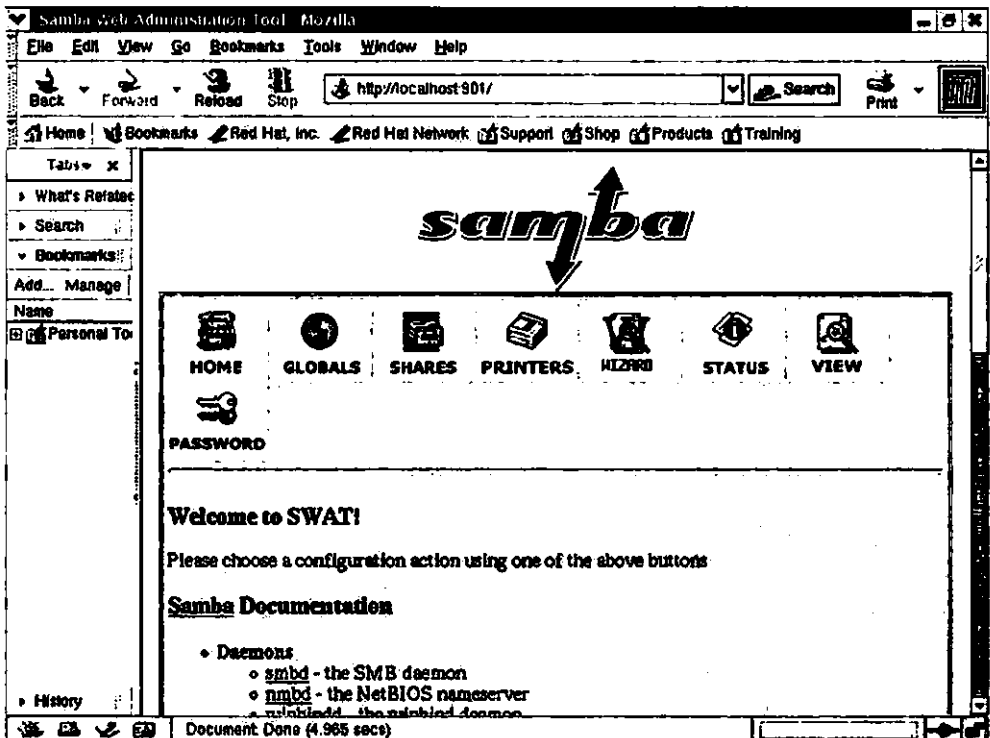 Samba Web Administration Tool - Mozilla
File Edit View Go Bookmarks Tools Window Help
Back Forward Reload Stop http://localhost:901/ Search Print
Home Bookmarks Red Hat, Inc. Red Hat Network Support Shop Products Training
Tabs
What's Related
Search
Bookmarks
Add... Manage
Name
Personal Too
samba
HOME GLOBALS SHARES PRINTERS WIZARD STATUS VIEW
PASSWORD
Welcome to SWAT!
Please choose a configuration action using one of the above buttons
Samba Documentation
Daemons
smbd - the SMB daemon
nmbd - the NetBIOS nameserver
winbindd - the winbind daemon
History
Document: Done (4.965 secs)